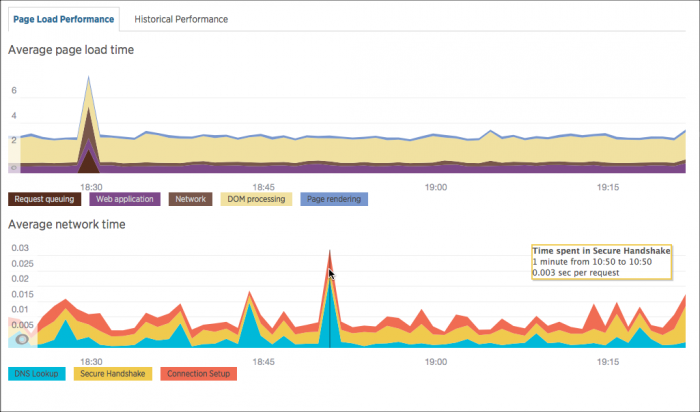 Page Load Performance
Historical Performance
Average page load time
6
4
2
0
18:30 18:45 19:00 19:15
Request queuing Web application Network DOM processing Page rendering
Average network time
0.03
0.025
0.02
0.015
0.01
0.005
Time spent in Secure Handshake
1 minute from 10:50 to 10:50
0.003 sec per request
18:30 18:45 19:00 19:15
DNS Lookup Secure Handshake Connection Setup